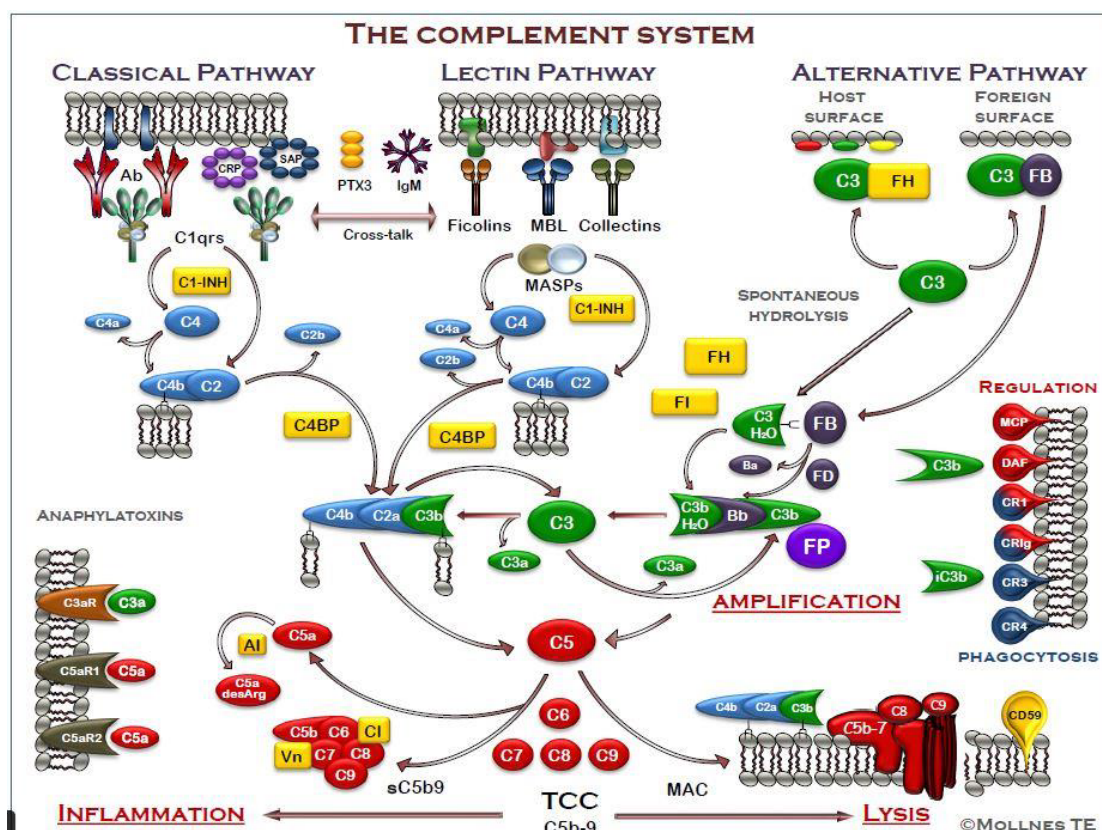 THE COMPLEMENT SYSTEM
CLASSICAL PATHWAY
LECTIN PATHWAY
ALTERNATIVE PATHWAY
HOST
SURFACE
FOREIGN
SURFACE
Ab
CRP
SAP
PTX3
IgM
Cross-talk
Ficolins
MBL
Collectins
C3
FH
C3
FB
C1qrs
C1-INH
MASPs
C1-INH
C3
SPONTANEOUS
HYDROLYSIS
C4a
C4
C2b
C4b
C2
C4a
C4
C2b
C4b
C2
C4BP
C4BP
FH
FI
C3
H2O
FB
Ba
FD
REGULATION
MCP
C3b
DAF
CR1
CRIg
iC3b
CR3
CR4
PHAGOCYTOSIS
C4b
C2a
C3b
C3
C3a
C3b
H2O
Bb
C3b
FP
C3a
AMPLIFICATION
ANAPHYLATOXINS
C3aR
C3a
C5aR1
C5a
C5aR2
C5a
AI
C5a
C5a
desArg
C5
C6
C7
C8
C9
C5b
C6
CI
Vn
C7
C8
C9
sC5b9
MAC
C4b
C2a
C3b
C5b-7
C8
C9
CD59
INFLAMMATION
TCC
C5b-9
LYSIS
©MOLLNES TE